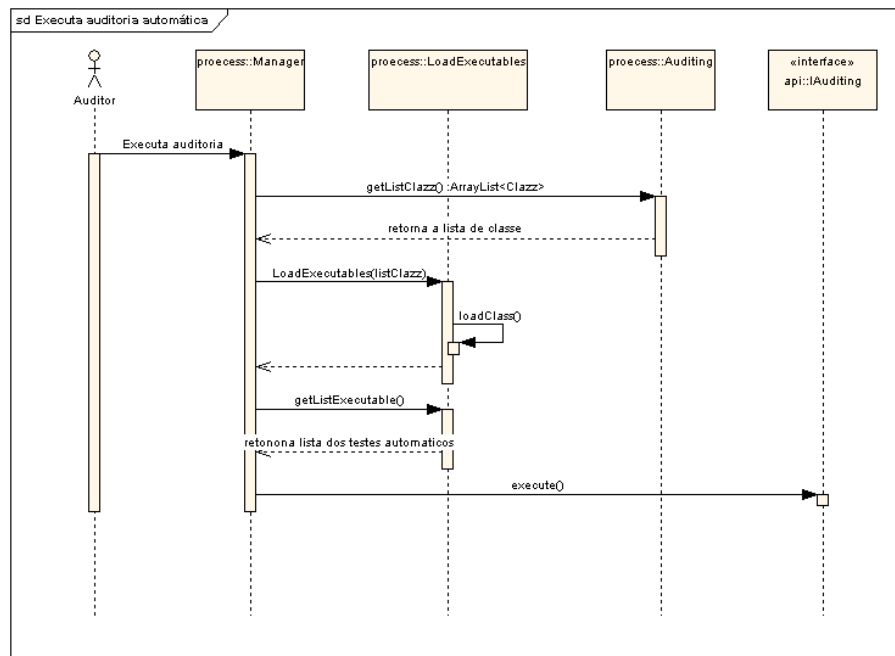 sd Executa auditoria automática
Auditor
proecess::Manager
proecess::LoadExecutables
proecess::Auditing
«interface»
api::IAuditing
Executa auditoria
getListClazz() :ArrayList<Clazz>
retorna a lista de classe
LoadExecutables(listClazz)
loadClass()
getListExecutable()
retonona lista dos testes automaticos
execute()